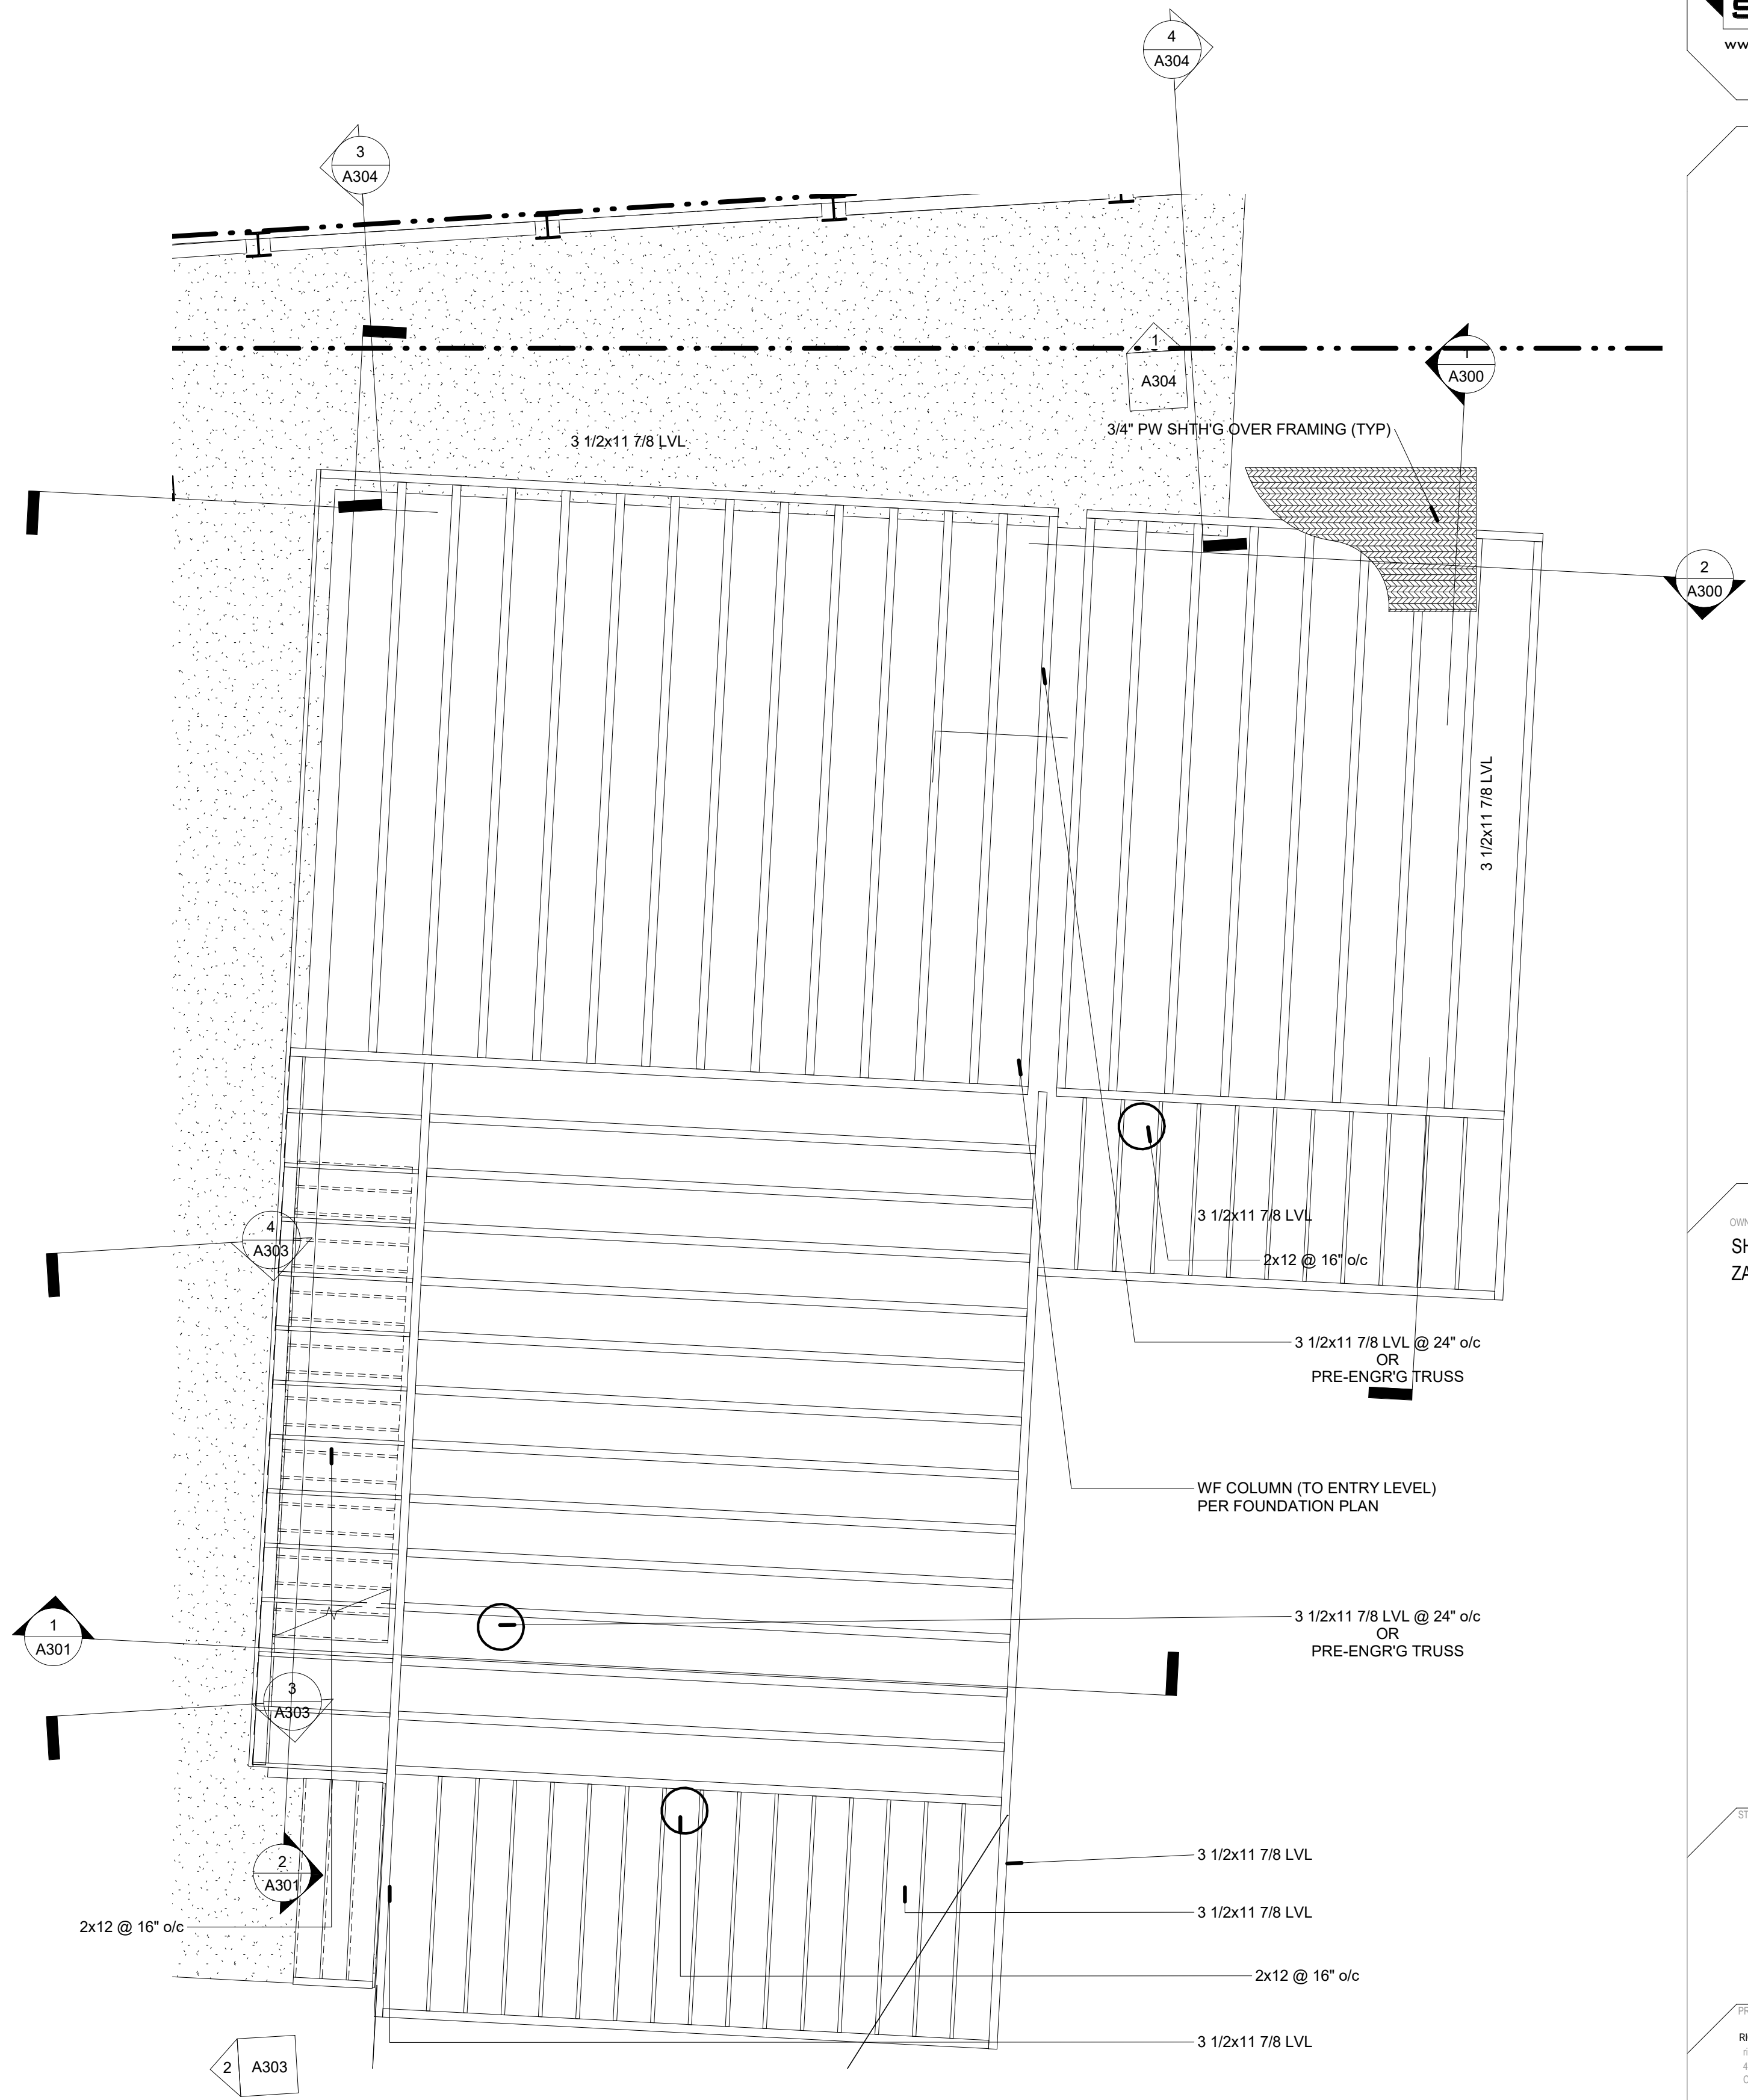 4
A304
3
A304
1
A304
1
A300
3/4" PW SHTH'G OVER FRAMING (TYP)
3 1/2x11 7/8 LVL
2
A300
3 1/2x11 7/8 LVL
3 1/2x11 7/8 LVL
4
A303
2x12 @ 16" o/c
3 1/2x11 7/8 LVL @ 24" o/c
OR
PRE-ENGR'G TRUSS
WF COLUMN (TO ENTRY LEVEL)
PER FOUNDATION PLAN
3 1/2x11 7/8 LVL @ 24" o/c
OR
PRE-ENGR'G TRUSS
1
A301
3
A303
3 1/2x11 7/8 LVL
2
A301
3 1/2x11 7/8 LVL
2x12 @ 16" o/c
2x12 @ 16" o/c
3 1/2x11 7/8 LVL
2
A303